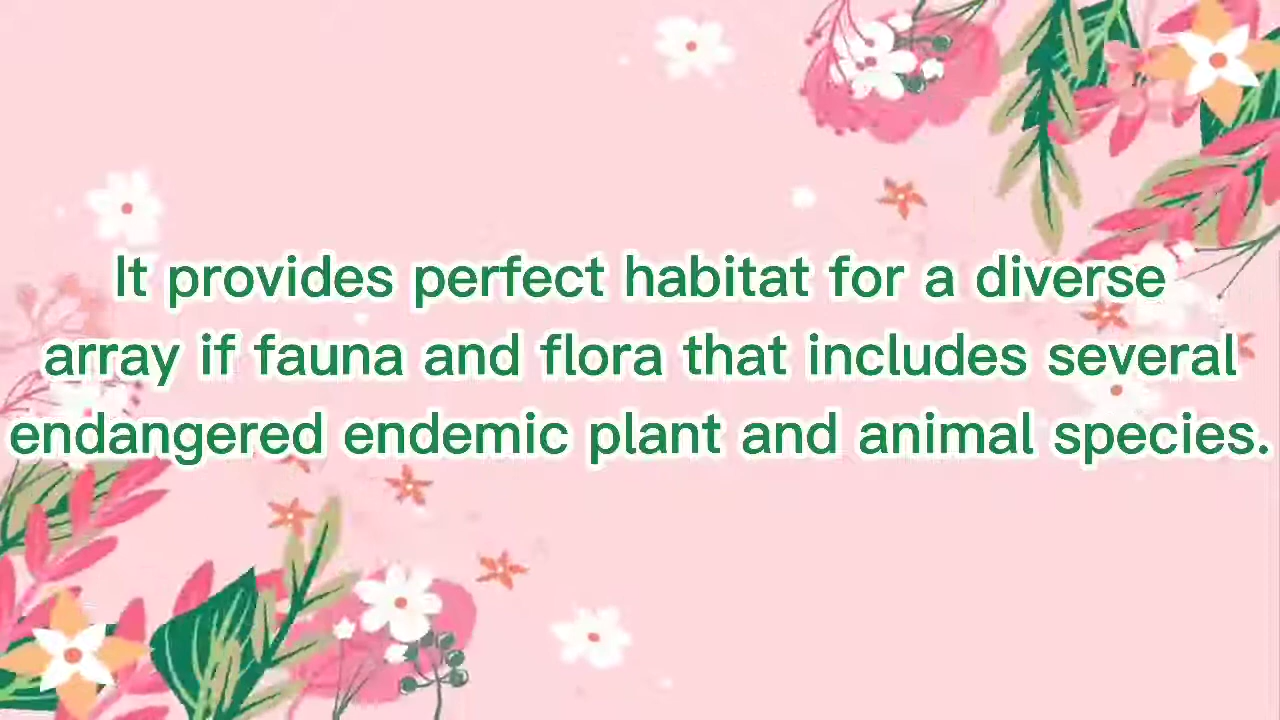 It provides perfect habitat for a diverse
array if fauna and flora that includes several
endangered endemic plant and animal species.